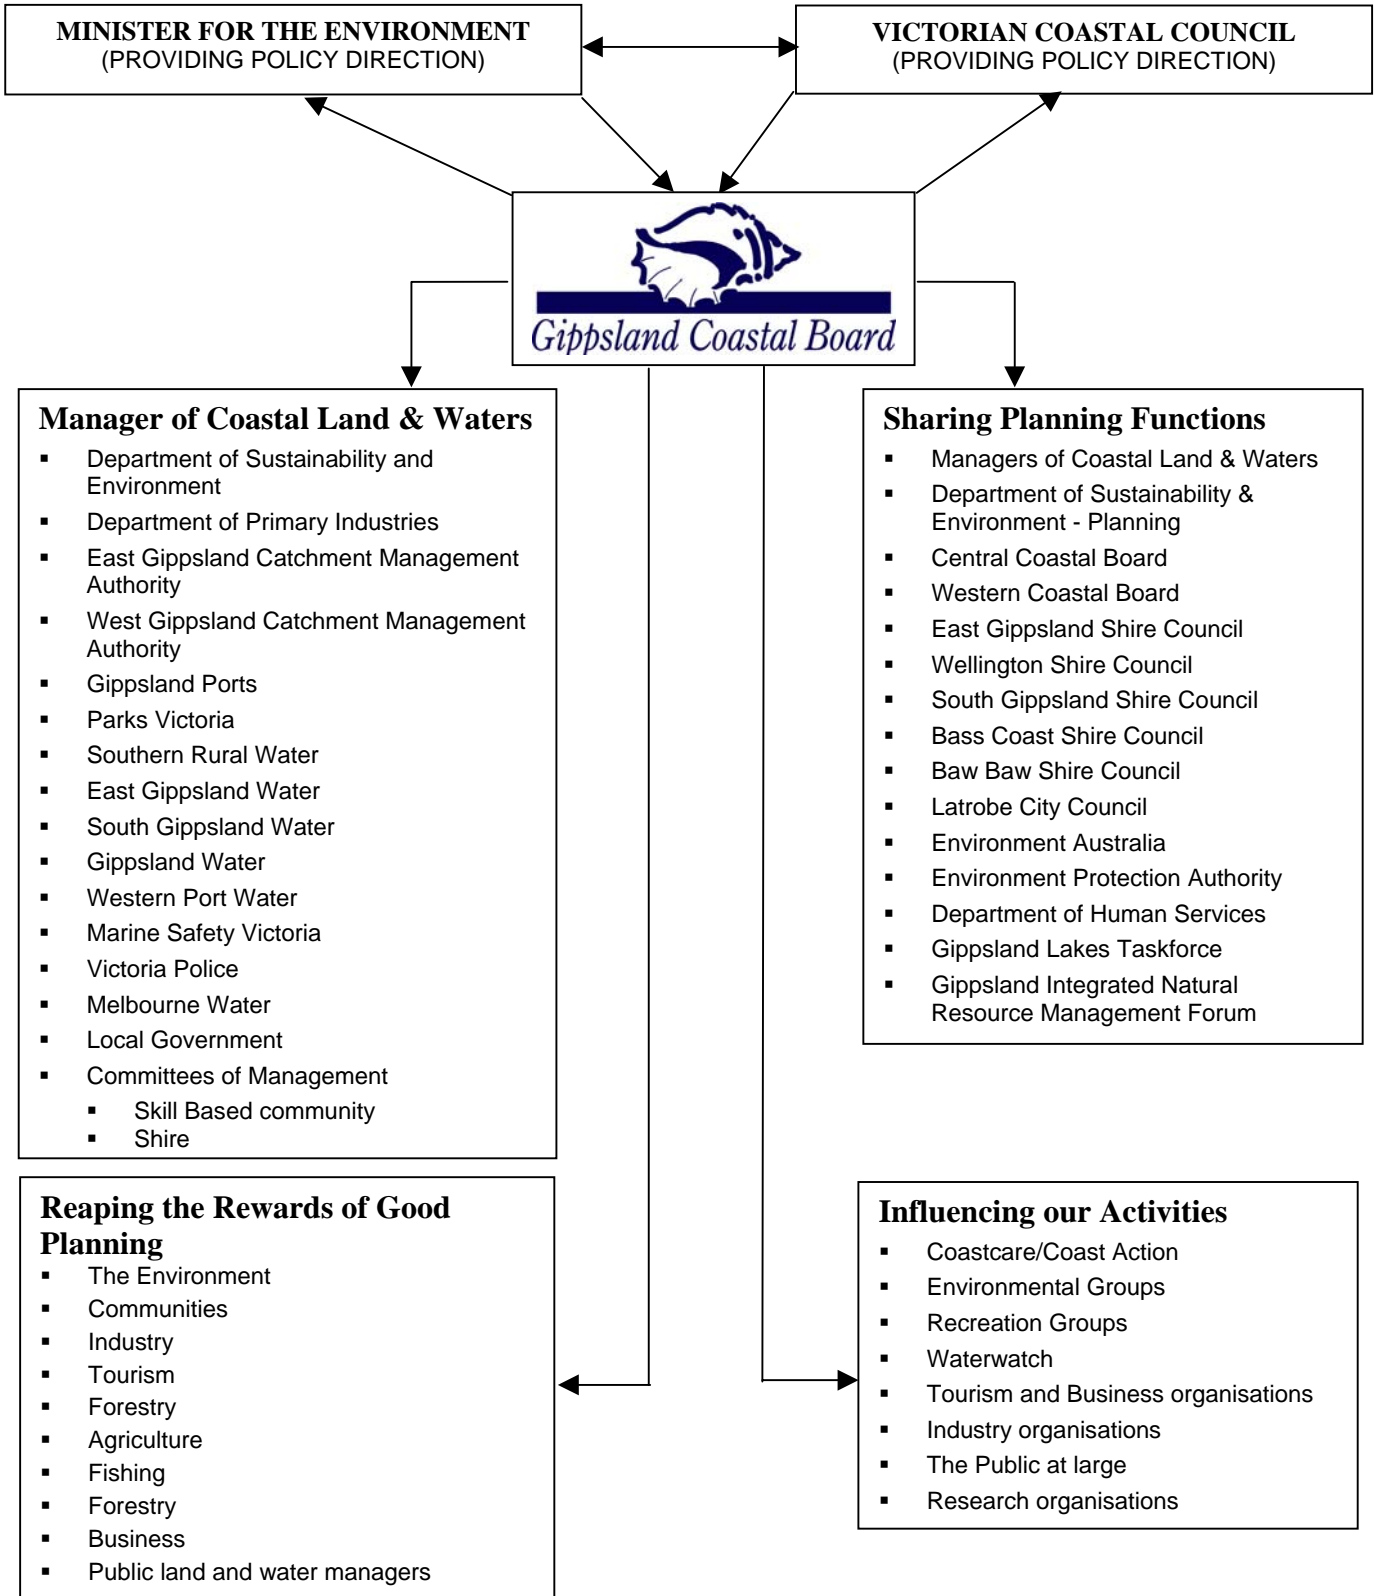 MINISTER FOR THE ENVIRONMENT
(PROVIDING POLICY DIRECTION)
VICTORIAN COASTAL COUNCIL
(PROVIDING POLICY DIRECTION)
Gippsland Coastal Board
Manager of Coastal Land & Waters
▪ Department of Sustainability and
Environment
▪ Department of Primary Industries
▪ East Gippsland Catchment Management
Authority
▪ West Gippsland Catchment Management
Authority
▪ Gippsland Ports
▪ Parks Victoria
▪ Southern Rural Water
▪ East Gippsland Water
▪ South Gippsland Water
▪ Gippsland Water
▪ Western Port Water
▪ Marine Safety Victoria
▪ Victoria Police
▪ Melbourne Water
▪ Local Government
▪ Committees of Management
▪ Skill Based community
▪ Shire
Sharing Planning Functions
▪ Managers of Coastal Land & Waters
▪ Department of Sustainability &
Environment - Planning
▪ Central Coastal Board
▪ Western Coastal Board
▪ East Gippsland Shire Council
▪ Wellington Shire Council
▪ South Gippsland Shire Council
▪ Bass Coast Shire Council
▪ Baw Baw Shire Council
▪ Latrobe City Council
▪ Environment Australia
▪ Environment Protection Authority
▪ Department of Human Services
▪ Gippsland Lakes Taskforce
▪ Gippsland Integrated Natural
Resource Management Forum
Reaping the Rewards of Good
Planning
▪ The Environment
▪ Communities
▪ Industry
▪ Tourism
▪ Forestry
▪ Agriculture
▪ Fishing
▪ Forestry
▪ Business
▪ Public land and water managers
Influencing our Activities
▪ Coastcare/Coast Action
▪ Environmental Groups
▪ Recreation Groups
▪ Waterwatch
▪ Tourism and Business organisations
▪ Industry organisations
▪ The Public at large
▪ Research organisations